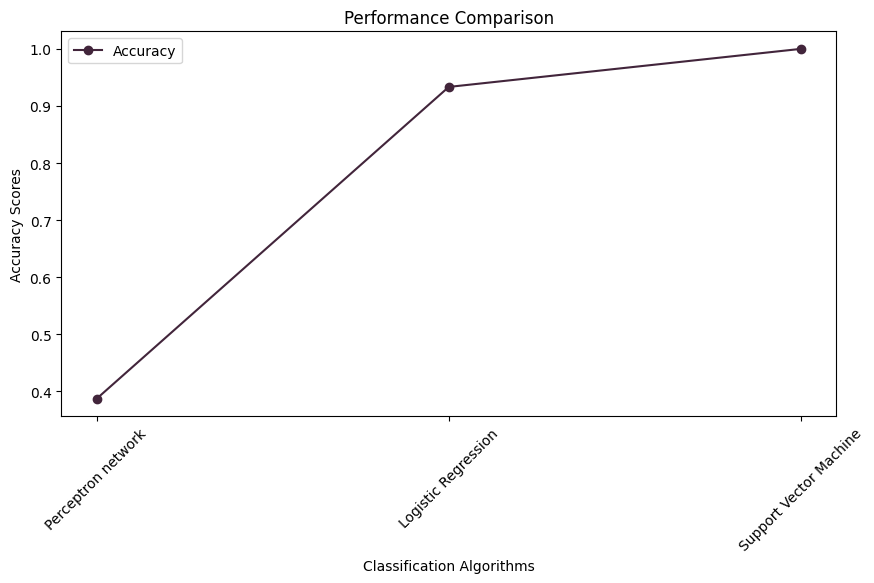 Performance Comparison
Accuracy
1.0
0.9
0.8
0.7
0.6
0.5
0.4
Accuracy Scores
Perceptron network
Logistic Regression
Support Vector Machine
Classification Algorithms